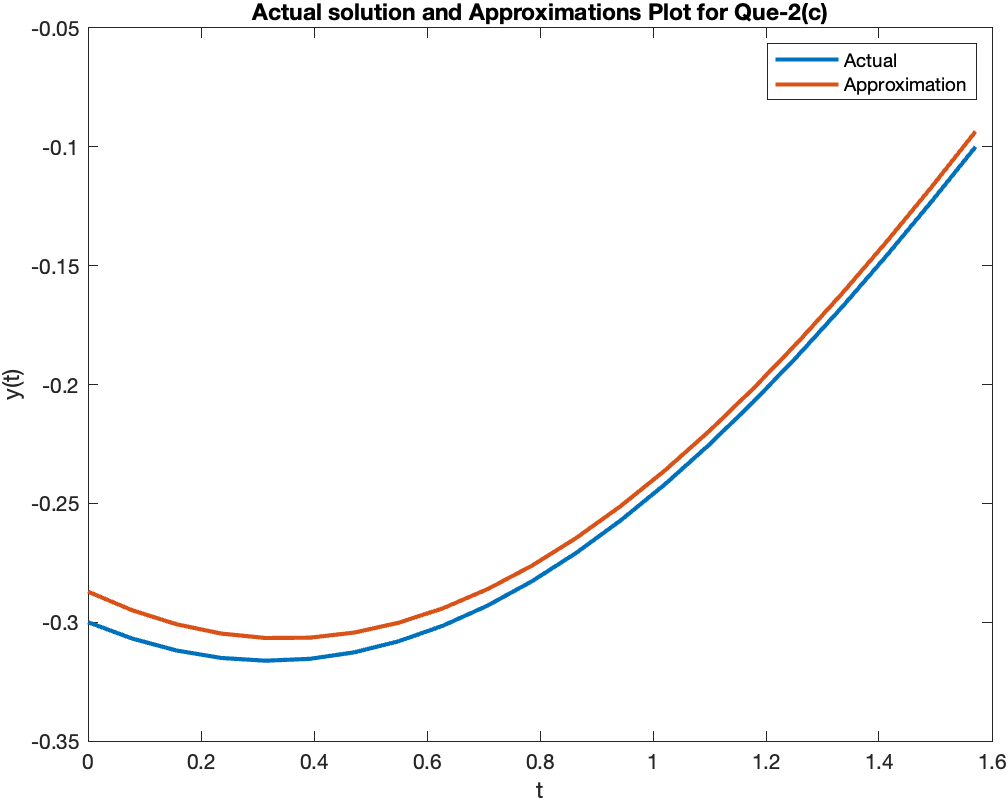 Actual solution and Approximations Plot for Que-2(c)
Actual
Approximation
-0.05
-0.1
-0.15
-0.2
-0.25
-0.3
-0.35
y(t)
0 0.2 0.4 0.6 0.8 1 1.2 1.4 1.6
t